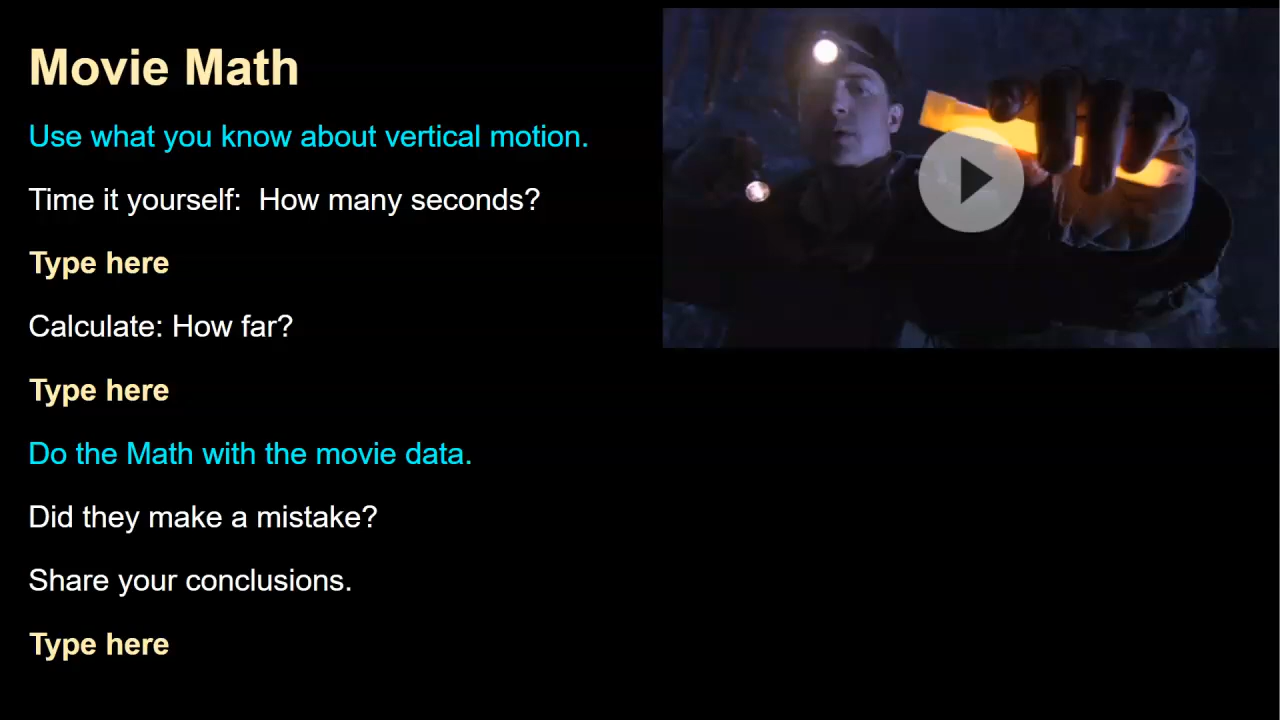 Movie Math
Use what you know about vertical motion.
Time it yourself:  How many seconds?
Type here
Calculate: How far?
Type here
Do the Math with the movie data.
Did they make a mistake?
Share your conclusions.
Type here